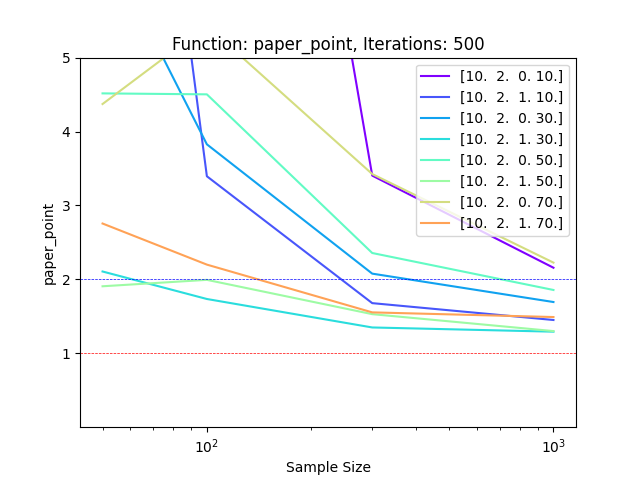 Function: paper_point, Iterations: 500
paper_point
5
4
3
2
1
[10. 2. 0. 10.]
[10. 2. 1. 10.]
[10. 2. 0. 30.]
[10. 2. 1. 30.]
[10. 2. 0. 50.]
[10. 2. 1. 50.]
[10. 2. 0. 70.]
[10. 2. 1. 70.]
10²
10³
Sample Size